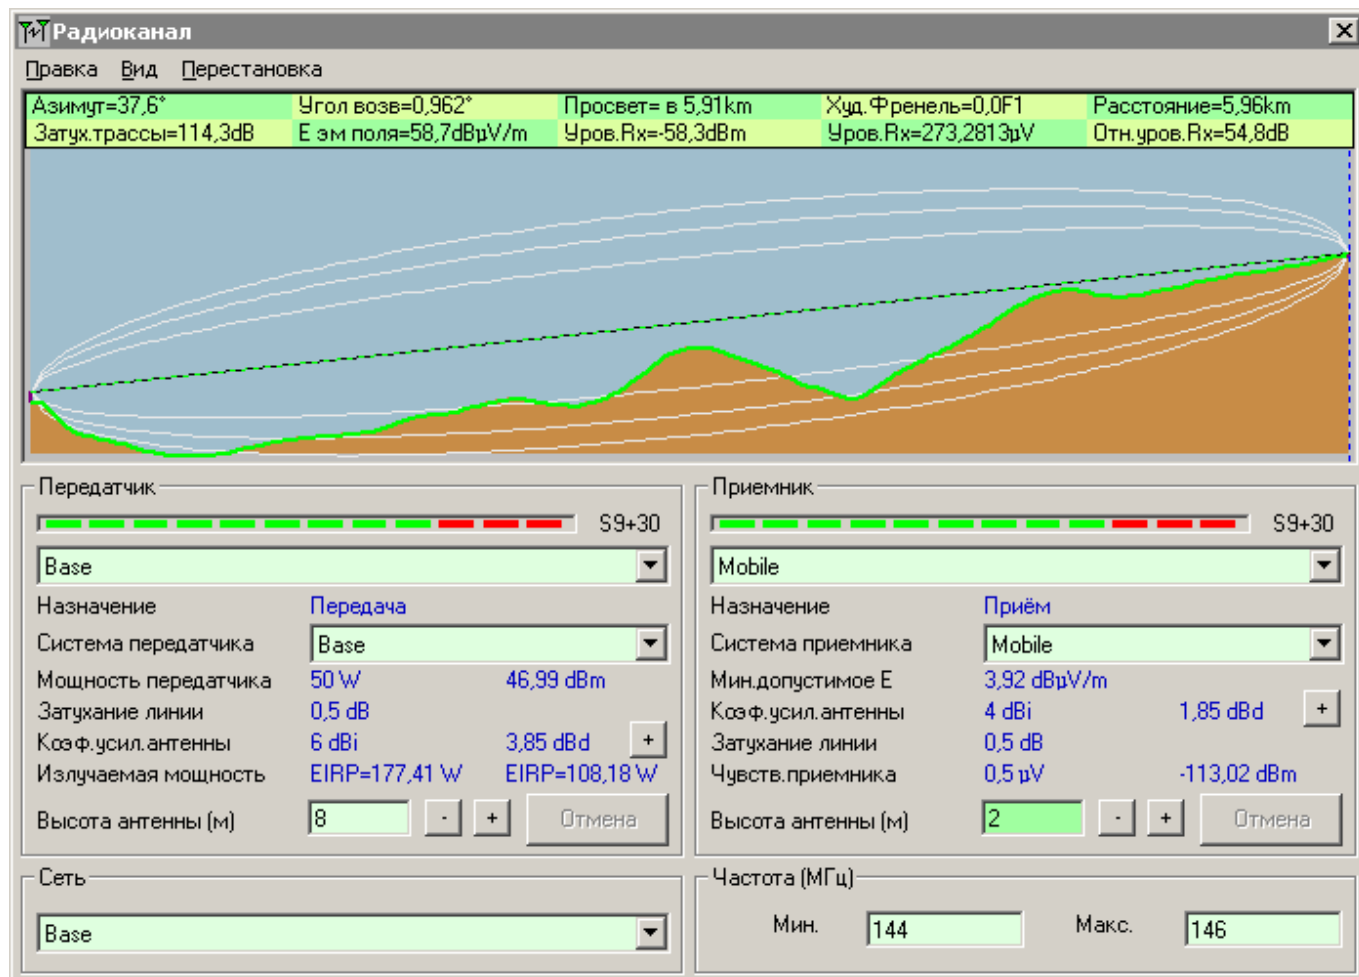 Радиоканал
Правка Вид Перестановка
Азимут=37,6° Угол возв=0,962° Просвет= в 5,91km Худ.Френель=0,0F1 Расстояние=5,96km
Затух.трассы=114,3dB E эм поля=58,7dBµV/m Уров.Rx=-58,3dBm Уров.Rx=273,2813µV Отн.уров.Rx=54,8dB
Передатчик
S9+30
Base
Назначение Передача
Система передатчика Base
Мощность передатчика 50 W 46,99 dBm
Затухание линии 0,5 dB
Коэф.усил.антенны 6 dBi 3,85 dBd +
Излучаемая мощность EIRP=177,41 W EIRP=108,18 W
Высота антенны (м) 8 - + Отмена
Приемник
S9+30
Mobile
Назначение Приём
Система приемника Mobile
Мин.допустимое E 3,92 dBµV/m
Коэф.усил.антенны 4 dBi 1,85 dBd +
Затухание линии 0,5 dB
Чувств.приемника 0,5 µV -113,02 dBm
Высота антенны (м) 2 - + Отмена
Сеть
Base
Частота (МГц)
Мин. 144 Макс. 146